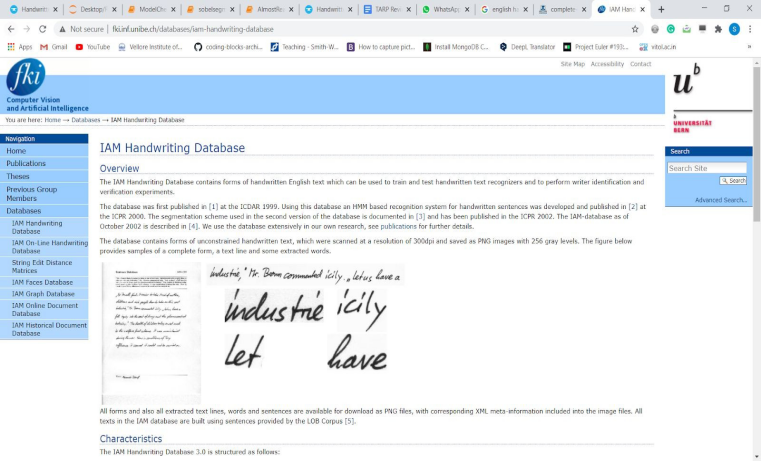 Handwriti
Desktop/
ModelChe
sobelsegn
AlmostRe
Handwriti
TARP Rev
WhatsApp
english h
complete
IAM Hand
Not secure | fki.inf.unibe.ch/databases/iam-handwriting-database
Apps M Gmail YouTube Vellore Institute of... coding-blocks-archi... Teaching - Smith-W... How to capture pict... Install MongoDB C... DeepL Translator Project Euler #193:... vitol.ac.in »
Site Map Accessibility Contact
fki
Computer Vision
and Artificial Intelligence
u^b
b
UNIVERSITÄT
BERN
You are here: Home → Databases → IAM Handwriting Database
Navigation
Home
Publications
Theses
Previous Group
Members
Databases
IAM Handwriting
Database
IAM On-Line Handwriting
Database
String Edit Distance
Matrices
IAM Faces Database
IAM Graph Database
IAM Online Document
Database
IAM Historical Document
Database
IAM Handwriting Database
Overview
The IAM Handwriting Database contains forms of handwritten English text which can be used to train and test handwritten text recognizers and to perform writer identification and
verification experiments.
The database was first published in [1] at the ICDAR 1999. Using this database an HMM based recognition system for handwritten sentences was developed and published in [2] at
the ICPR 2000. The segmentation scheme used in the second version of the database is documented in [3] and has been published in the ICPR 2002. The IAM-database as of
October 2002 is described in [4]. We use the database extensively in our own research, see publications for further details.
The database contains forms of unconstrained handwritten text, which were scanned at a resolution of 300dpi and saved as PNG images with 256 gray levels. The figure below
provides samples of a complete form, a text line and some extracted words.
industrie," Mr. Brown commented icily. "Let us have a
industrie icily
let have
All forms and also all extracted text lines, words and sentences are available for download as PNG files, with corresponding XML meta-information included into the image files. All
texts in the IAM database are built using sentences provided by the LOB Corpus [5].
Characteristics
The IAM Handwriting Database 3.0 is structured as follows:
Search
Search Site
Search
Advanced Search...